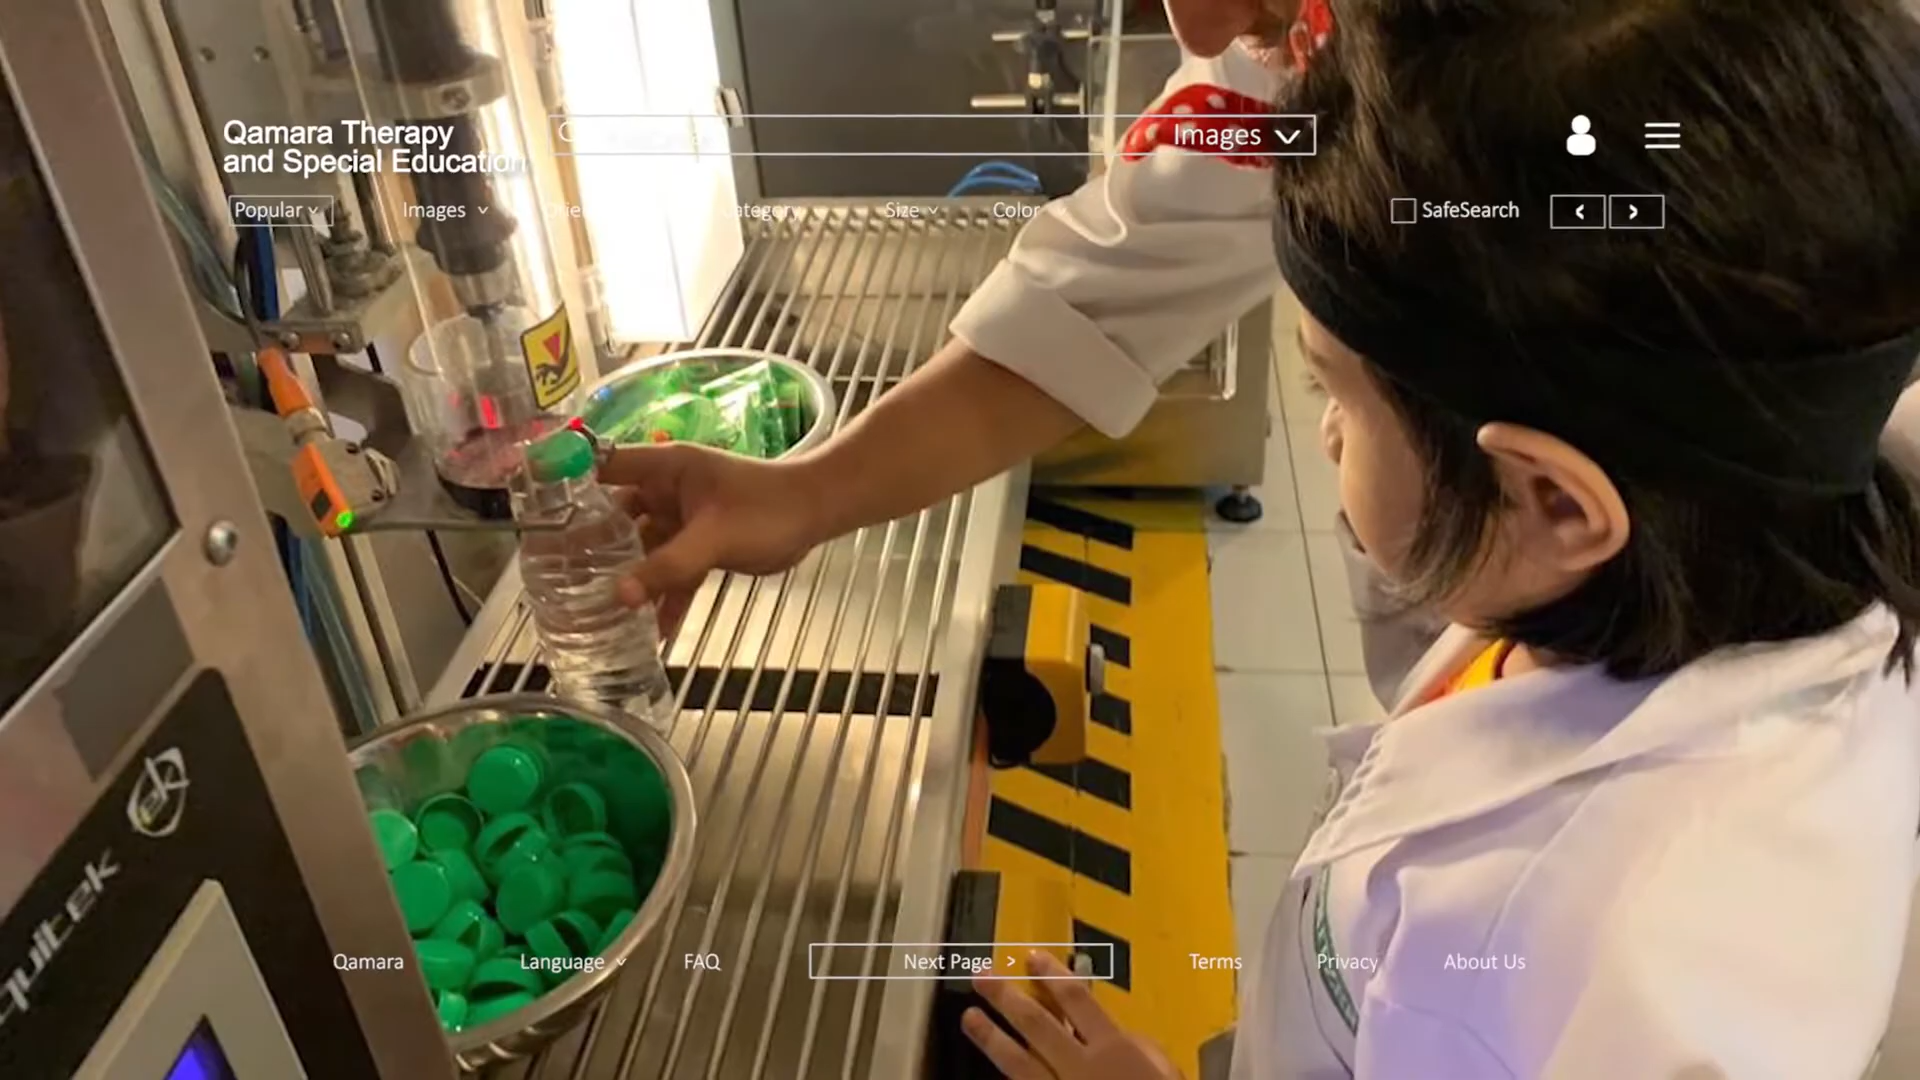 Qamara Therapy
and Special Education
Images
Popular
Images
Category
Size
Color
SafeSearch
Qamara
Language
FAQ
Next Page >
Terms
Privacy
About Us